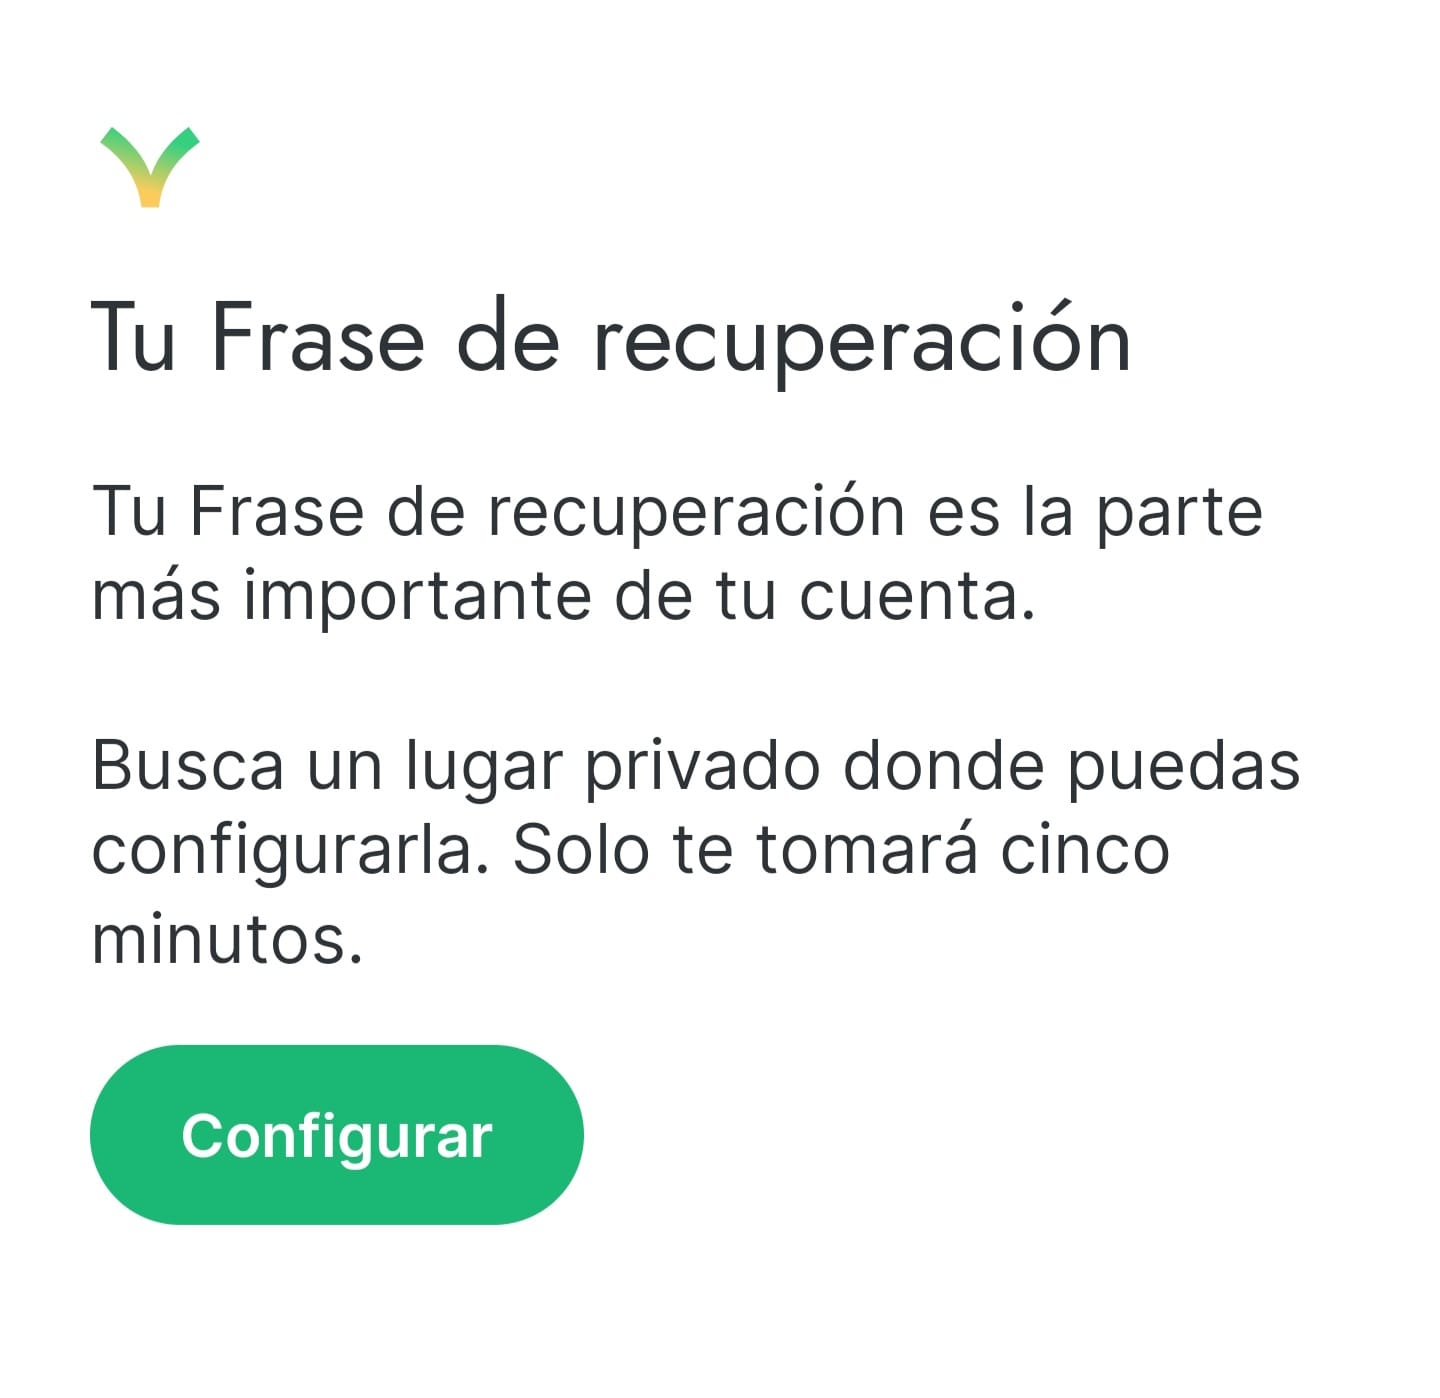 Tu Frase de recuperación
Tu Frase de recuperación es la parte
más importante de tu cuenta.
Busca un lugar privado donde puedas
configurarla. Solo te tomará cinco
minutos.
Configurar